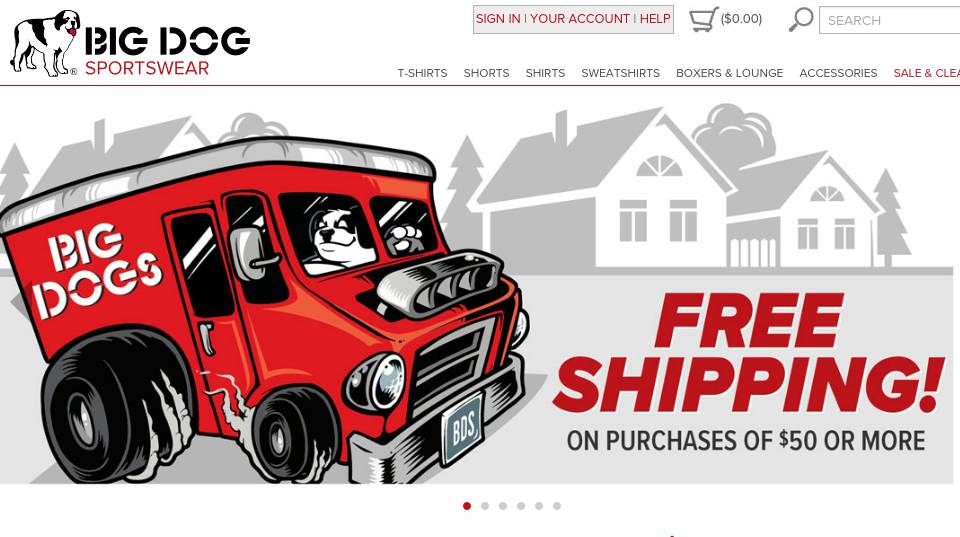 BIG DOG
SPORTSWEAR
®
SIGN IN | YOUR ACCOUNT | HELP
($0.00)
SEARCH
T-SHIRTS SHORTS SHIRTS SWEATSHIRTS BOXERS & LOUNGE ACCESSORIES SALE & CLEA
BIG
DOGS
BDS
FREE
SHIPPING!
ON PURCHASES OF $50 OR MORE